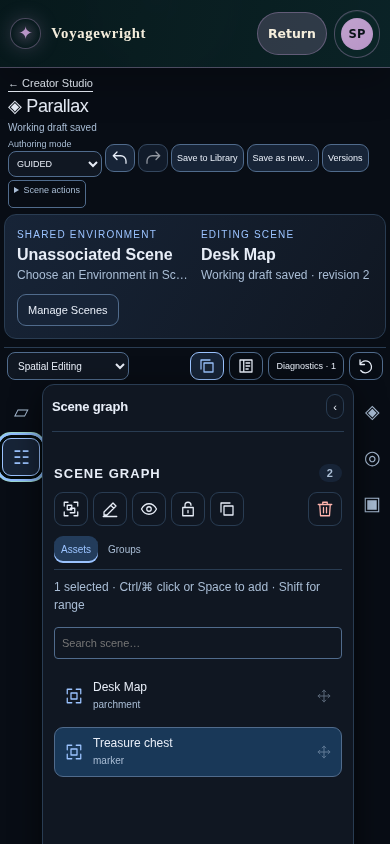 Voyagewright
Return
SP
← Creator Studio
◈ Parallax
Working draft saved
Authoring mode
GUIDED
Save to Library
Save as new…
Versions
Scene actions
SHARED ENVIRONMENT
Unassociated Scene
Choose an Environment in Sc…
EDITING SCENE
Desk Map
Working draft saved · revision 2
Manage Scenes
Spatial Editing
Diagnostics · 1
Scene graph
SCENE GRAPH
2
Assets
Groups
1 selected · Ctrl/⌘ click or Space to add · Shift for
range
Search scene…
Desk Map
parchment
Treasure chest
marker